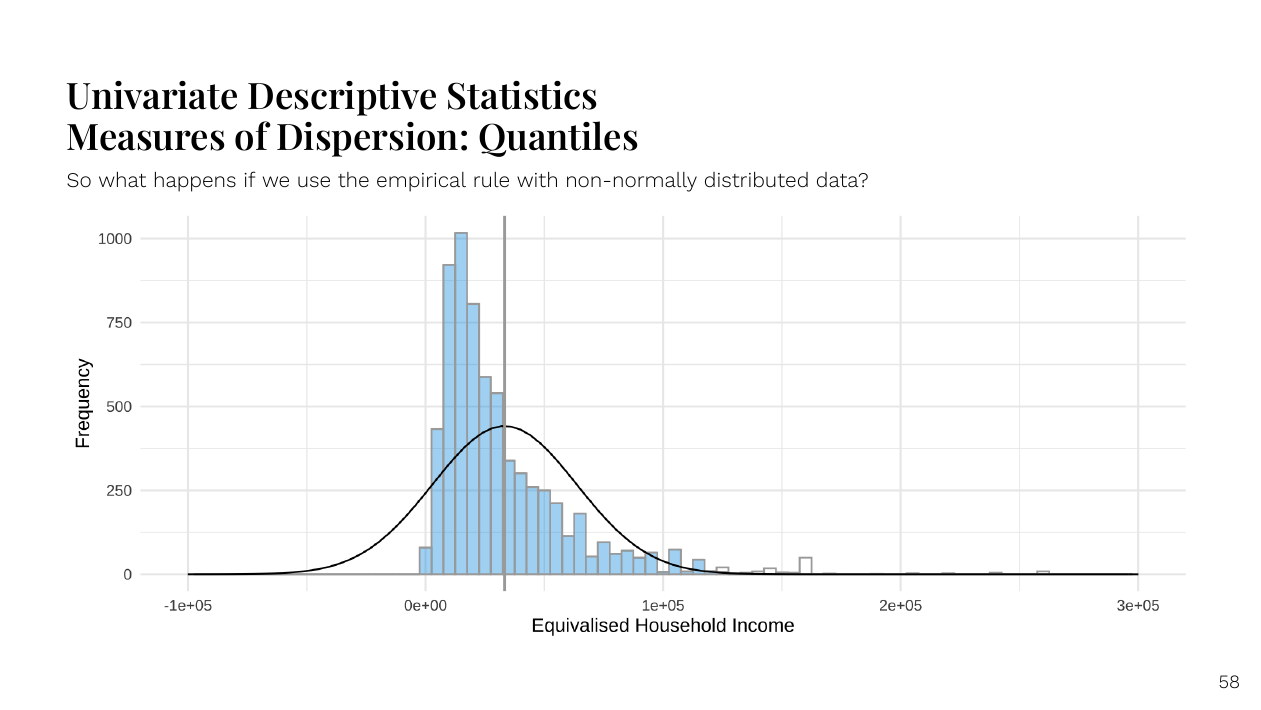 Univariate Descriptive Statistics
Measures of Dispersion: Quantiles
So what happens if we use the empirical rule with non-normally distributed data?
1000
750
500
250
0
Frequency
-1e+05
0e+00
1e+05
2e+05
3e+05
Equivalised Household Income
58